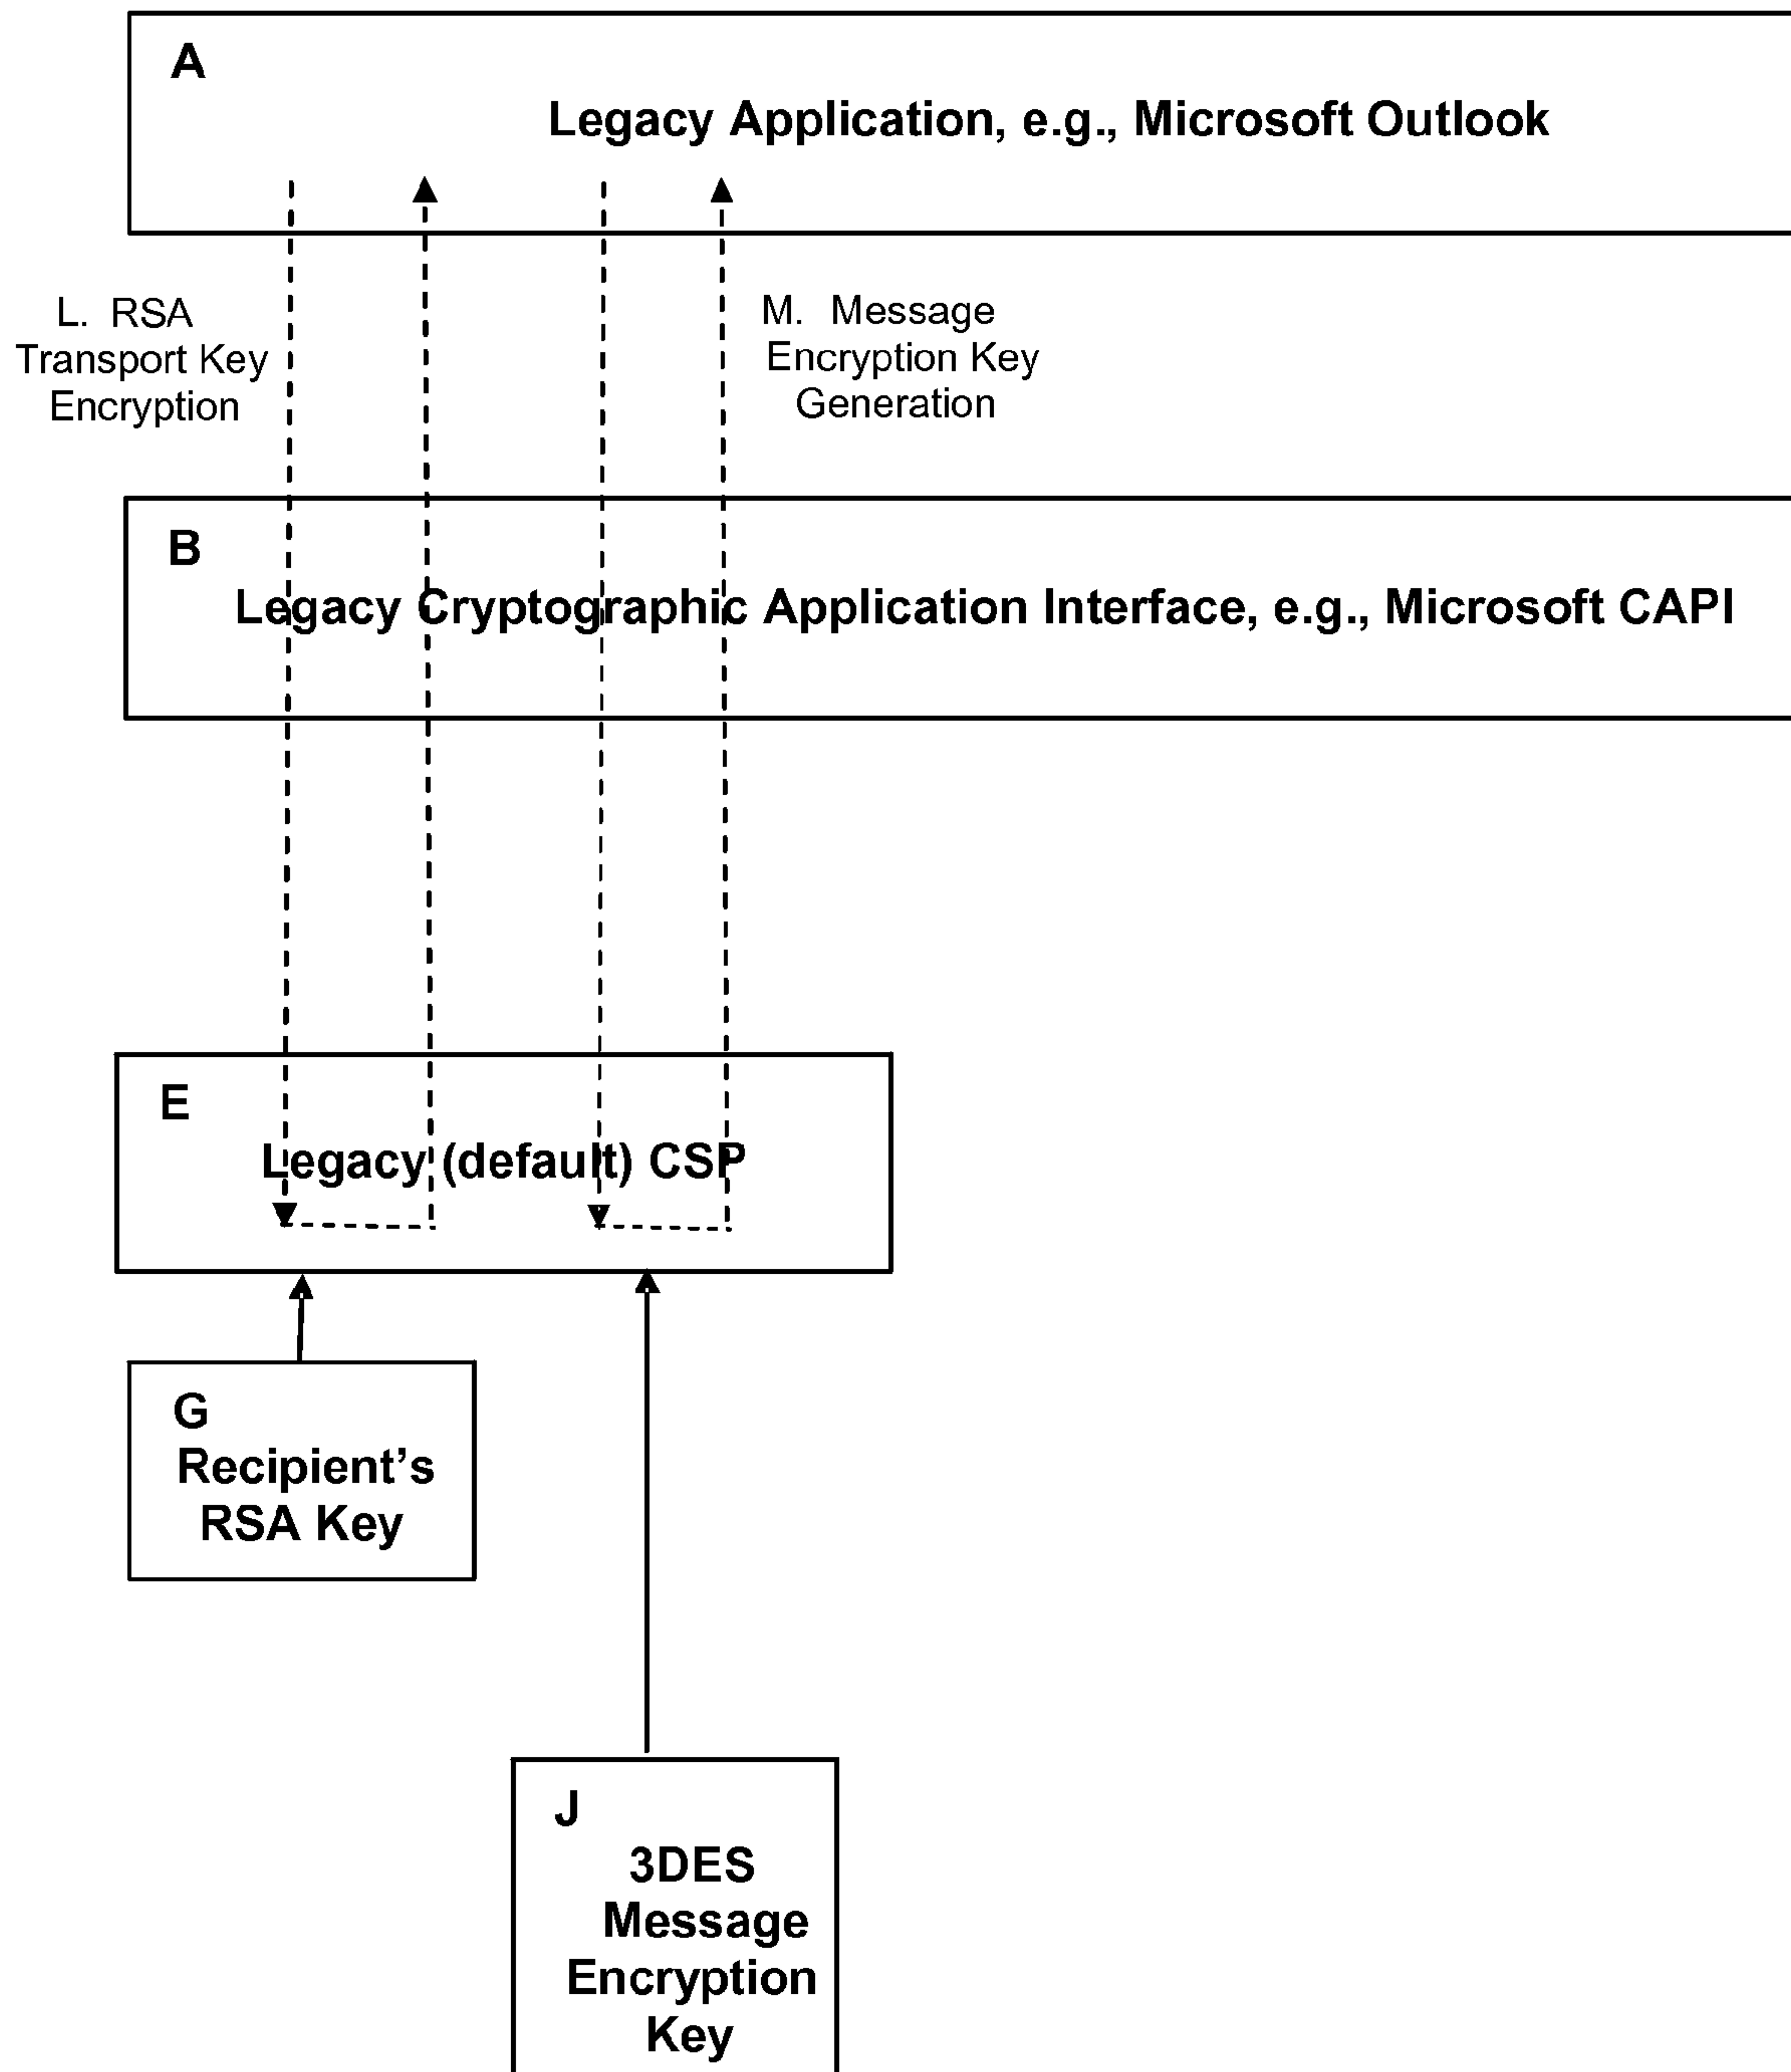 A
Legacy Application, e.g., Microsoft Outlook
L. RSA
Transport Key
Encryption
M. Message
Encryption Key
Generation
B
Legacy Cryptographic Application Interface, e.g., Microsoft CAPI
E
Legacy (default) CSP
G
Recipient’s
RSA Key
J
3DES
Message
Encryption
Key